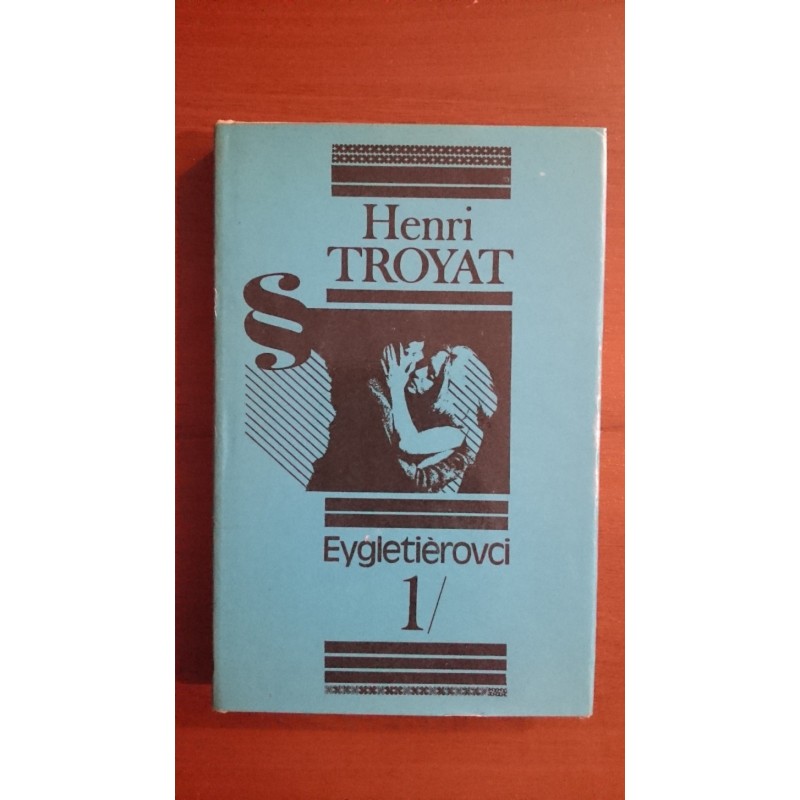 Henri
TROYAT
§
Eygletièrovci
1/